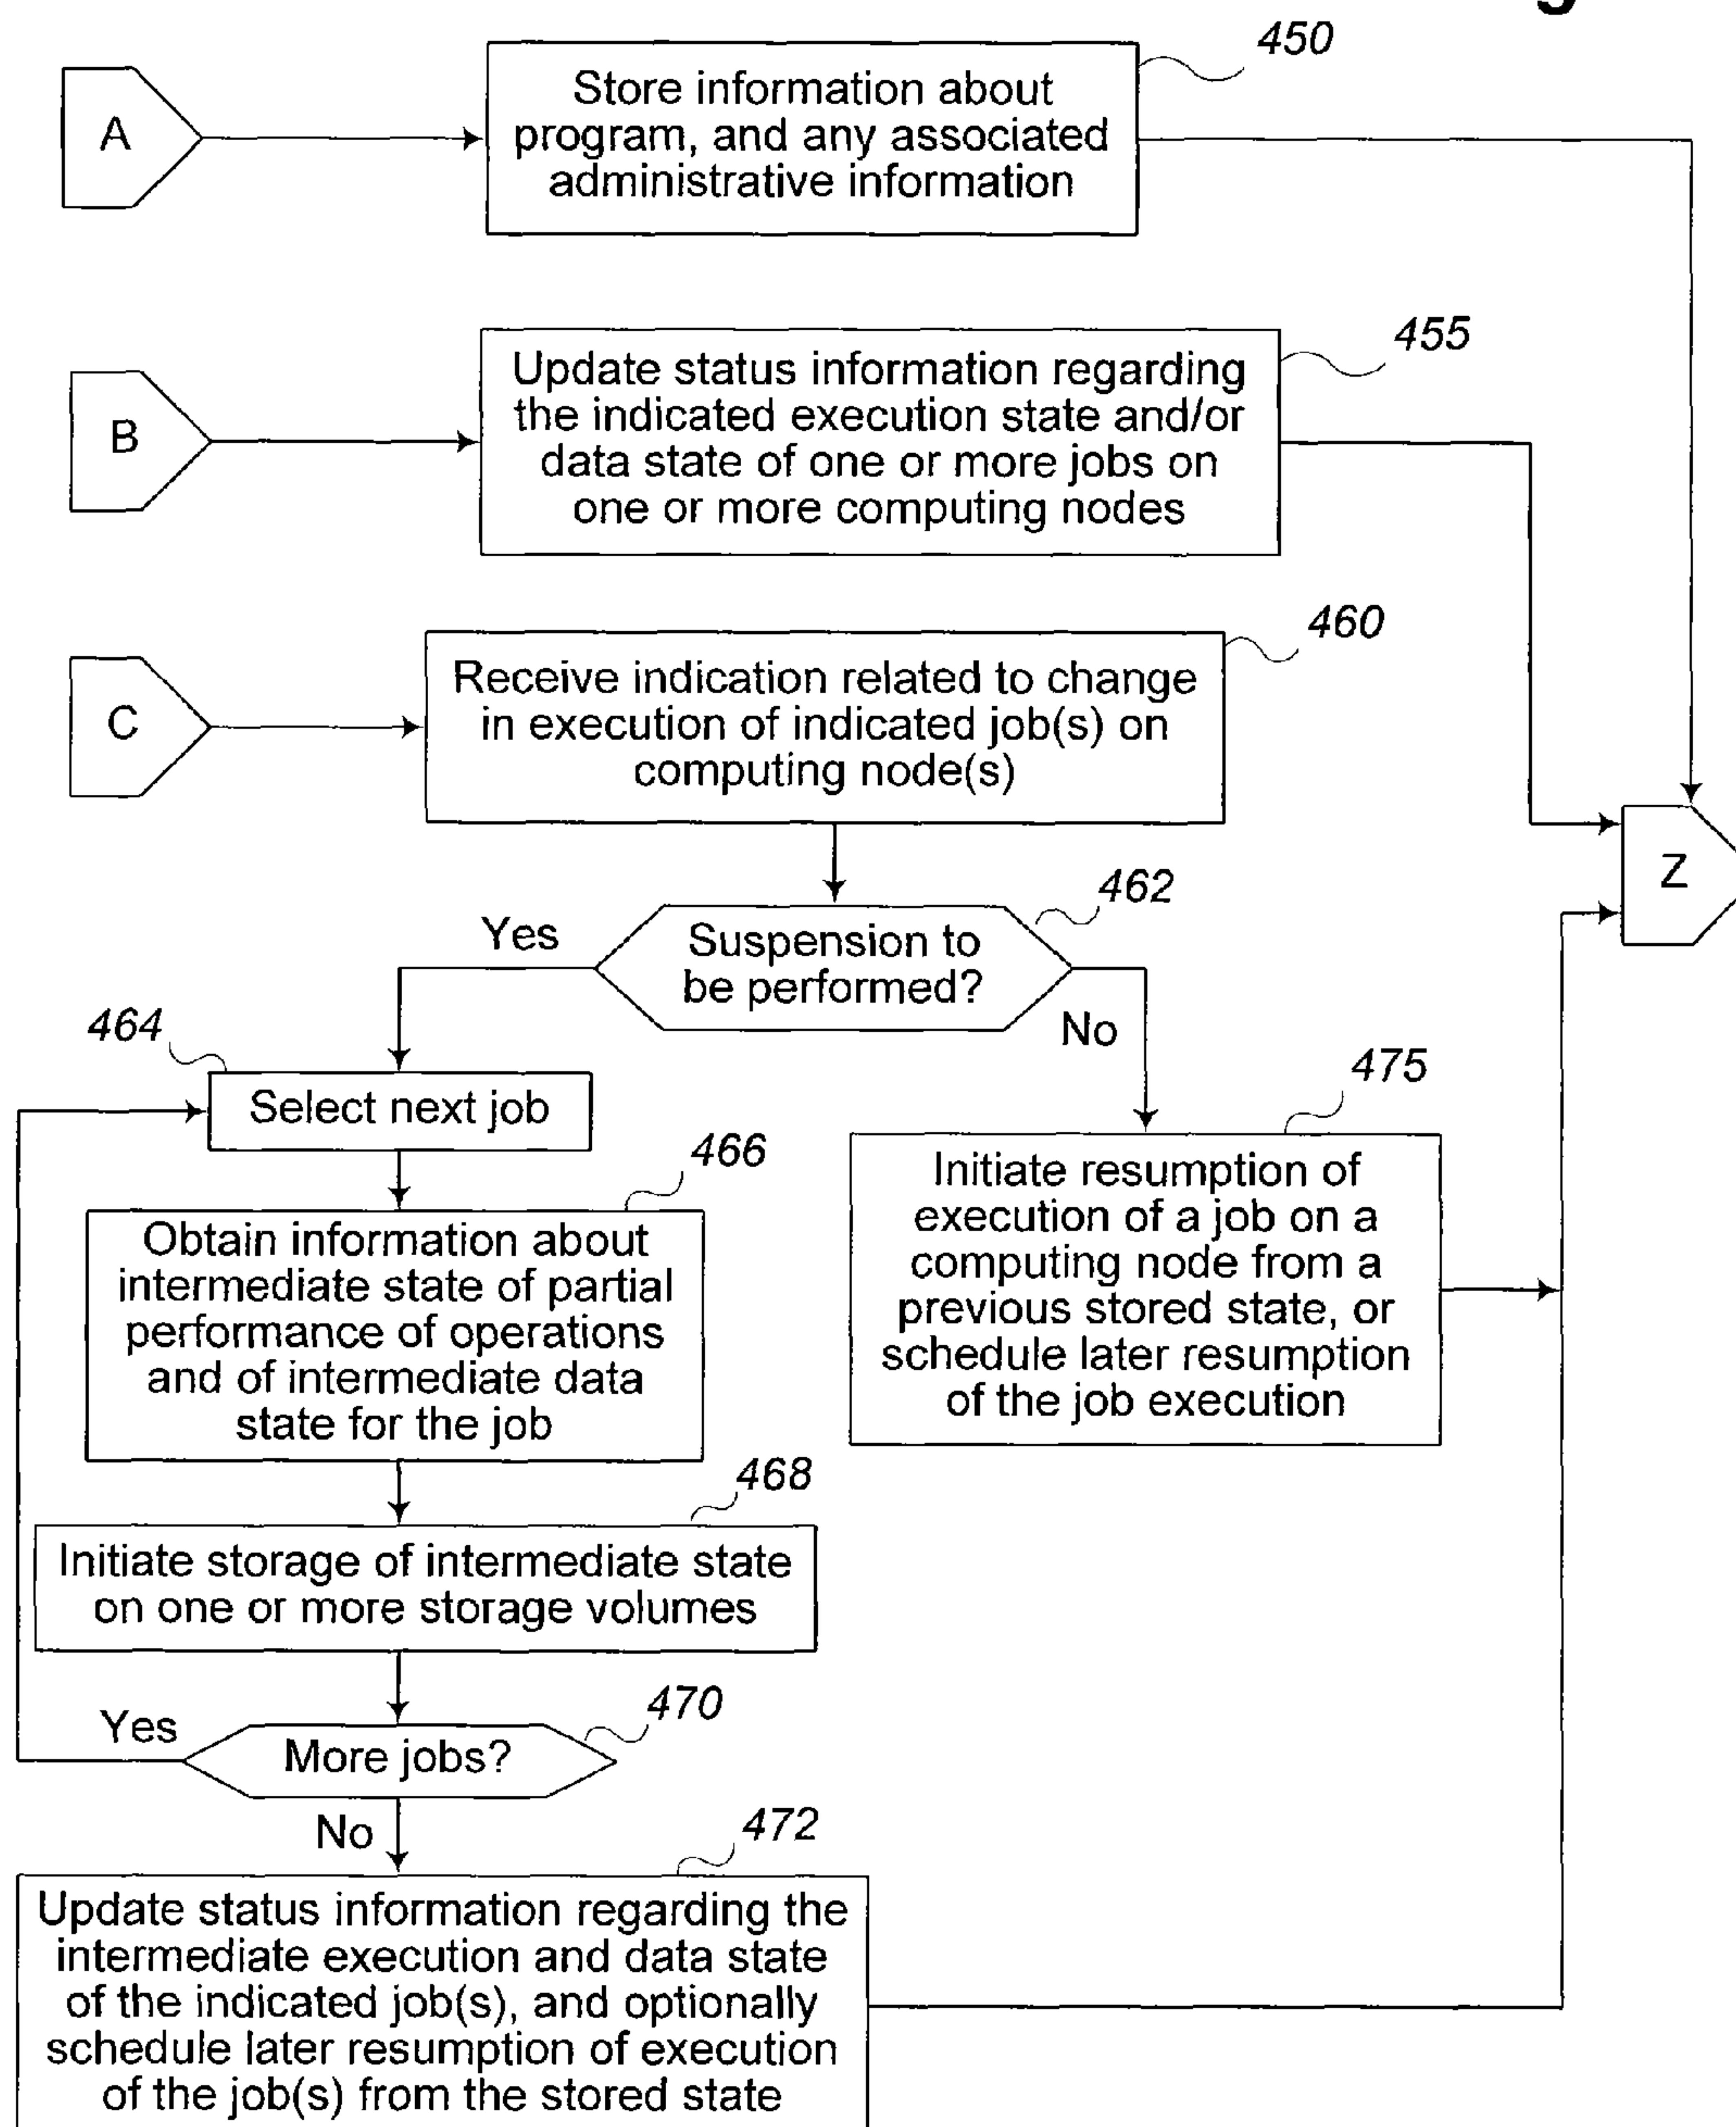 450
A
Store information about
program, and any associated
administrative information
455
B
Update status information regarding
the indicated execution state and/or
data state of one or more jobs on
one or more computing nodes
460
C
Receive indication related to change
in execution of indicated job(s) on
computing node(s)
Z
462
Yes
Suspension to
be performed?
No
464
Select next job
475
466
Initiate resumption of
execution of a job on a
computing node from a
previous stored state, or
schedule later resumption
of the job execution
Obtain information about
intermediate state of partial
performance of operations
and of intermediate data
state for the job
468
Initiate storage of intermediate state
on one or more storage volumes
470
Yes
More jobs?
No
472
Update status information regarding the
intermediate execution and data state
of the indicated job(s), and optionally
schedule later resumption of execution
of the job(s) from the stored state